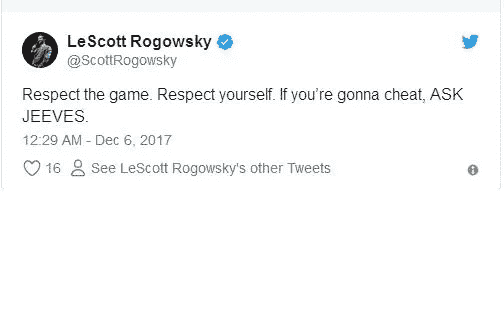 LeScott Rogowsky
@ScottRogowsky
Respect the game. Respect yourself. If you’re gonna cheat, ASK
JEEVES.
12:29 AM - Dec 6, 2017
16 See LeScott Rogowsky's other Tweets